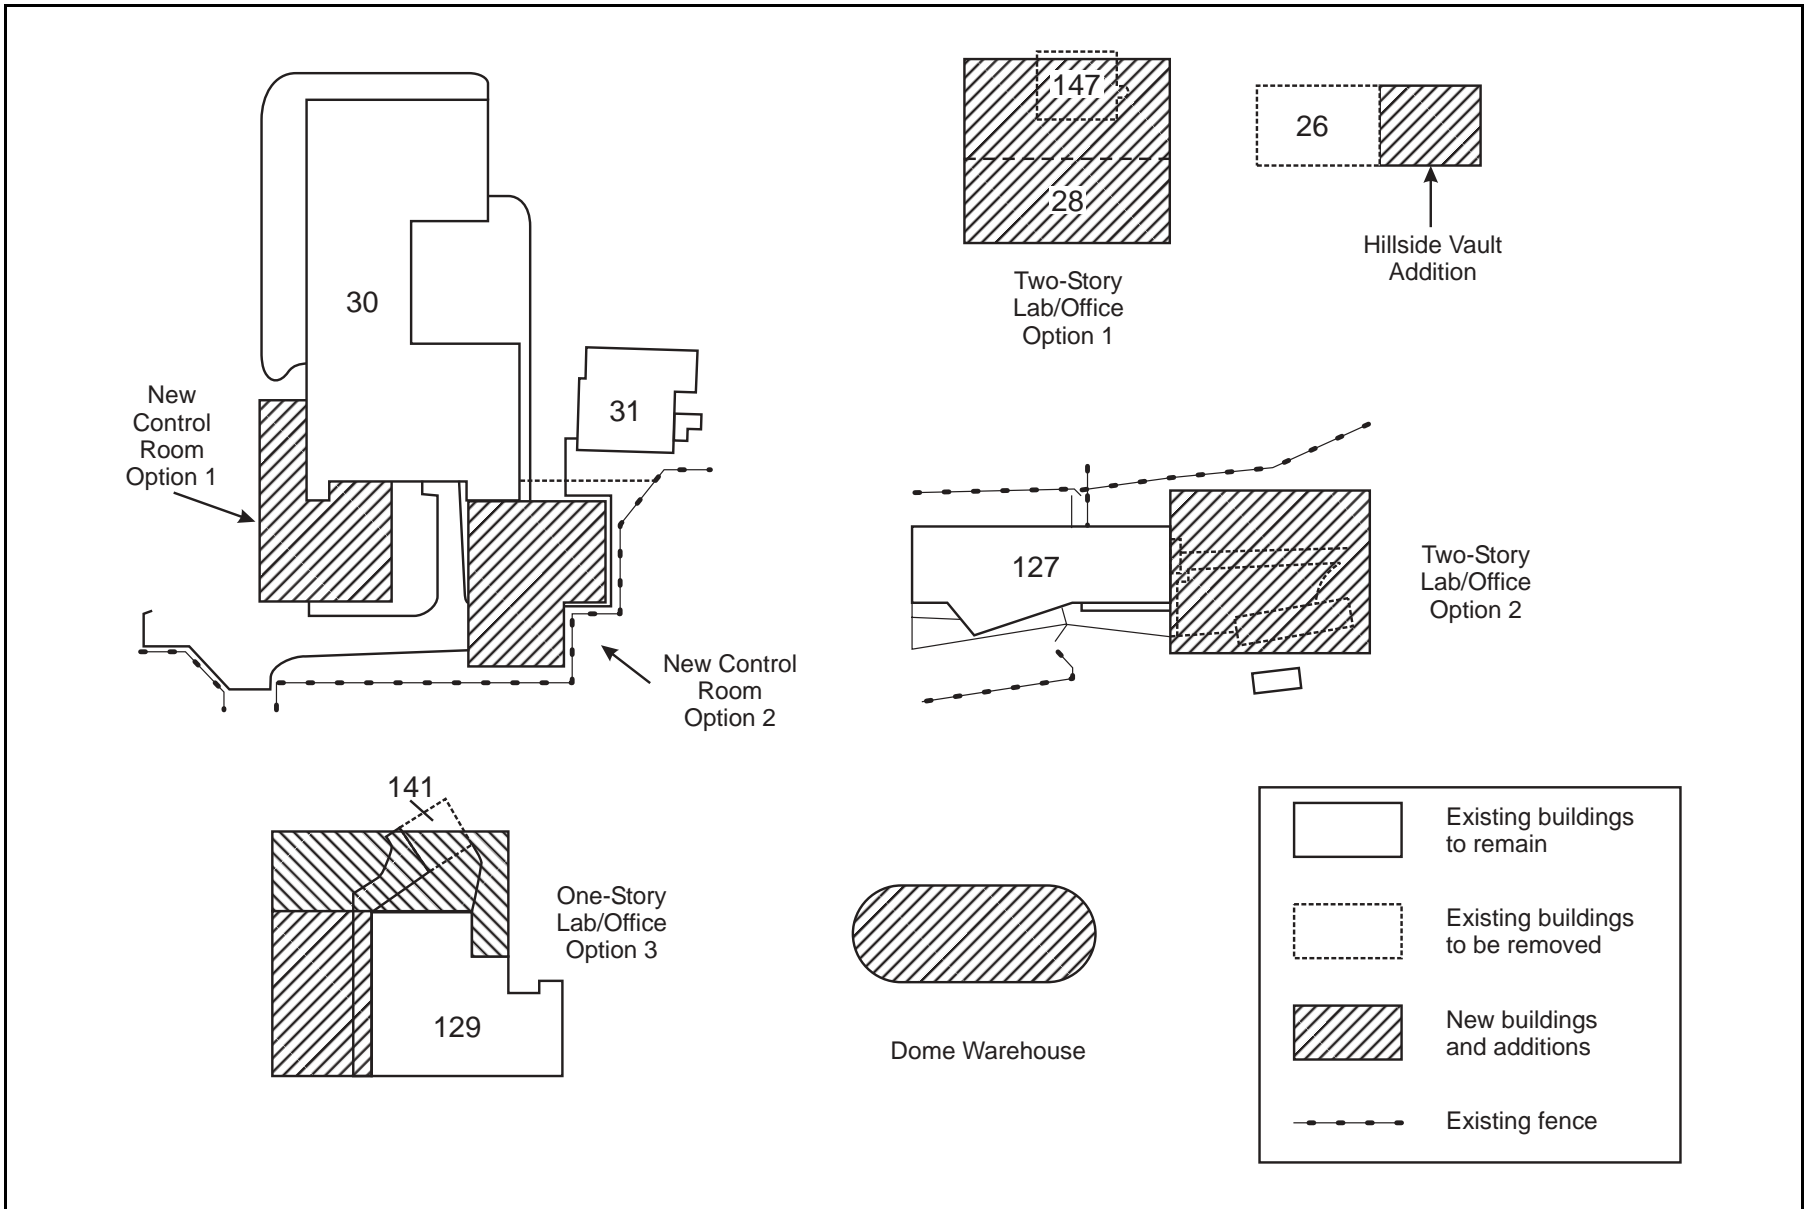 147
28
Two-Story
Lab/Office
Option 1
26
Hillside Vault
Addition
30
31
New
Control
Room
Option 1
New Control
Room
Option 2
127
Two-Story
Lab/Office
Option 2
141
129
One-Story
Lab/Office
Option 3
Dome Warehouse
Existing buildings
to remain
Existing buildings
to be removed
New buildings
and additions
Existing fence